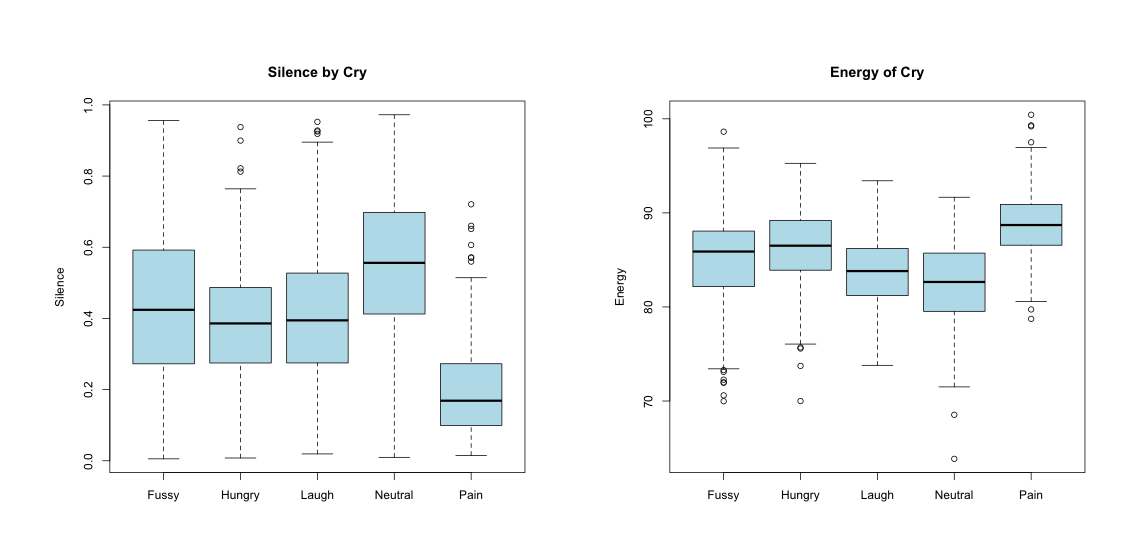 Silence by Cry
Silence
1.0
0.8
0.6
0.4
0.2
0.0
Fussy Hungry Laugh Neutral Pain
Energy of Cry
Energy
100
90
80
70
Fussy Hungry Laugh Neutral Pain